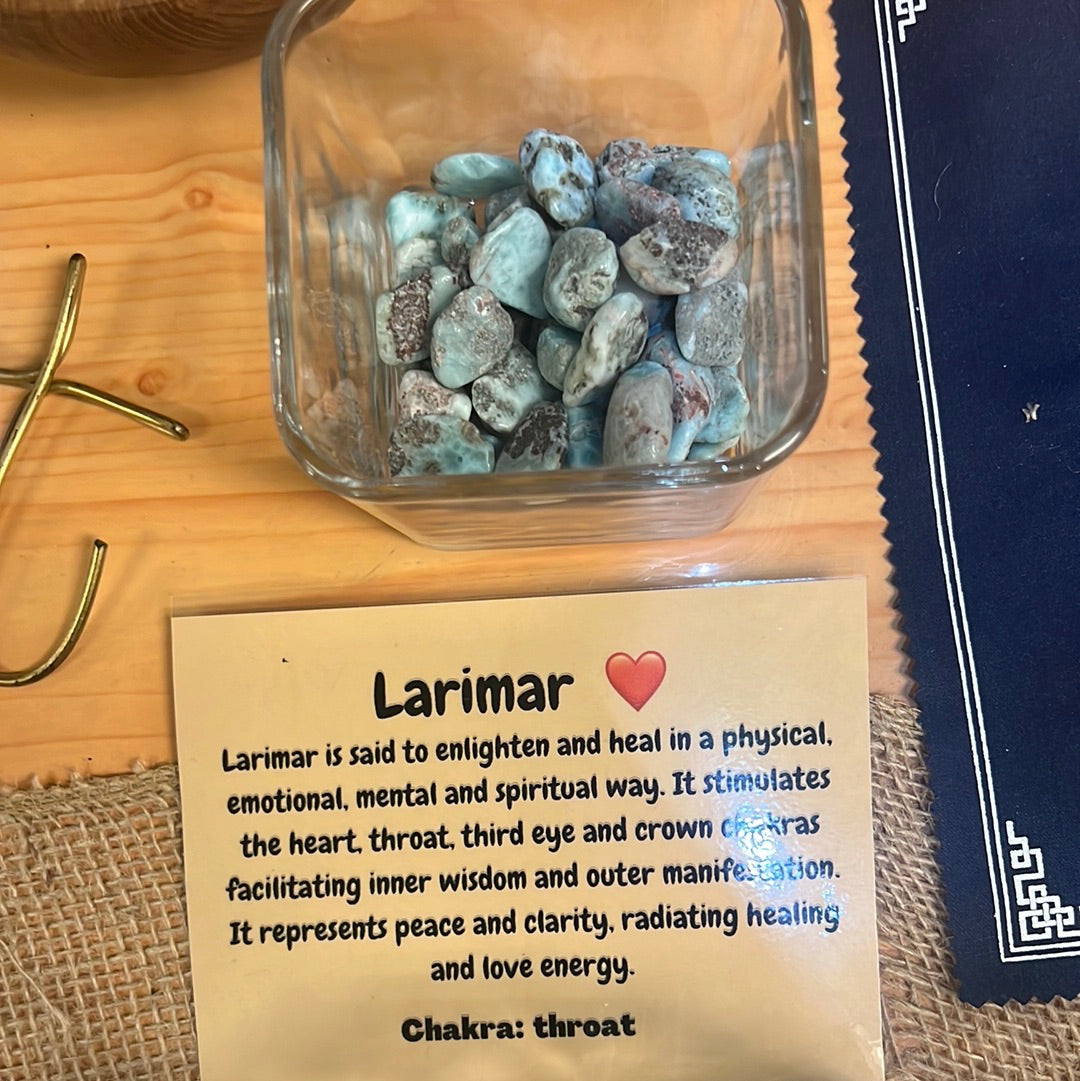 Larimar ❤️
Larimar is said to enlighten and heal in a physical,
emotional, mental and spiritual way. It stimulates
the heart, throat, third eye and crown chakras
facilitating inner wisdom and outer manifestation.
It represents peace and clarity, radiating healing
and love energy.
Chakra: throat